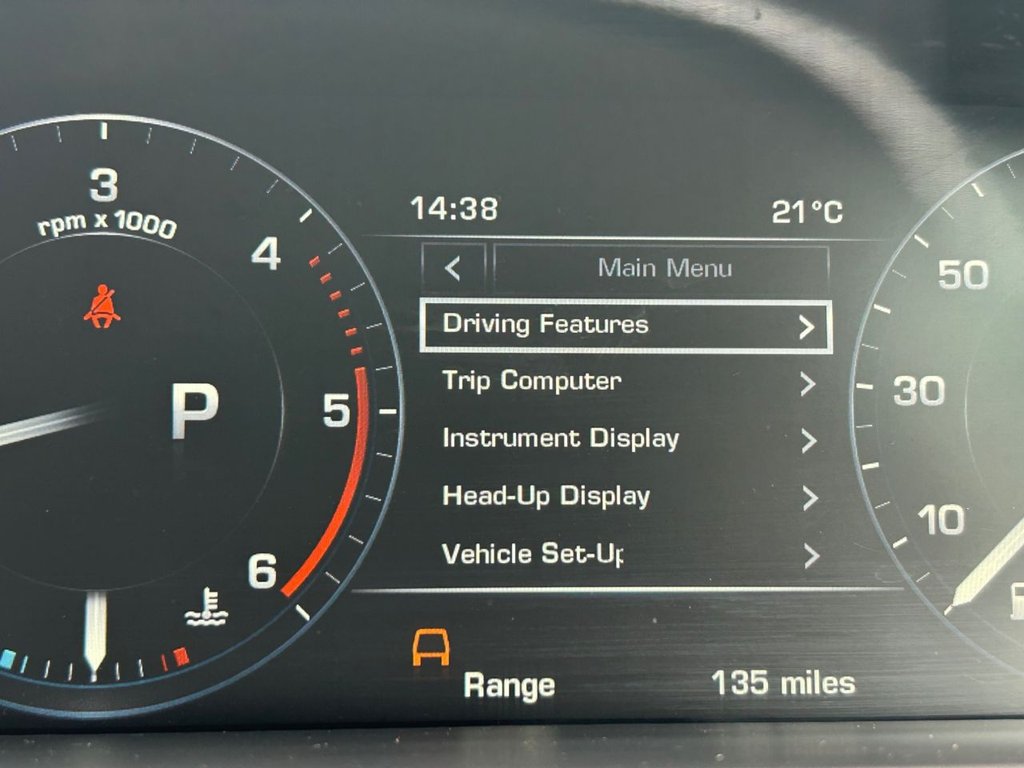 3
rpm x 1000
4
5
6
P
14:38
21°C
Main Menu
Driving Features
Trip Computer
Instrument Display
Head-Up Display
Vehicle Set-Up
Range
135 miles
50
30
10